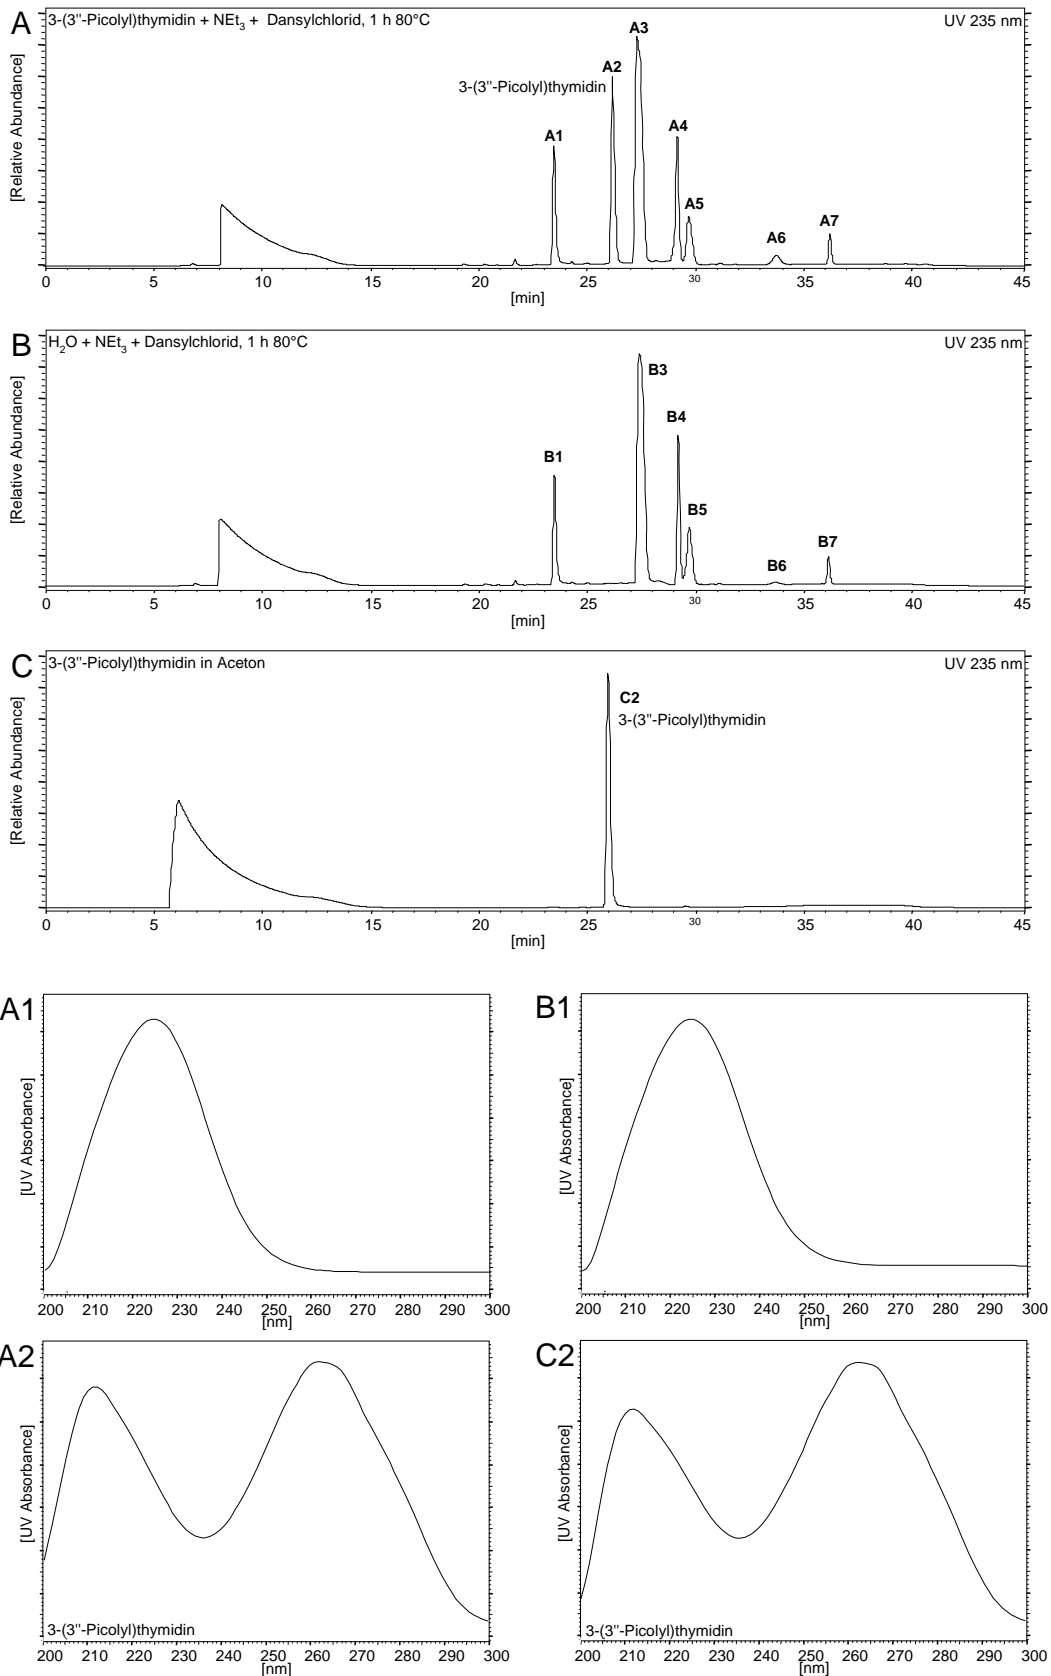 A
3-(3''-Picolyl)thymidin + NEt3 + Dansylchlorid, 1 h 80°C
UV 235 nm
[Relative Abundance]
A1
3-(3''-Picolyl)thymidin
A2
A3
A4
A5
A6
A7
0 5 10 15 20 25 30 35 40 45
[min]
B
H2O + NEt3 + Dansylchlorid, 1 h 80°C
UV 235 nm
[Relative Abundance]
B1
B3
B4
B5
B6
B7
0 5 10 15 20 25 30 35 40 45
[min]
C
3-(3''-Picolyl)thymidin in Aceton
UV 235 nm
[Relative Abundance]
C2
3-(3''-Picolyl)thymidin
0 5 10 15 20 25 30 35 40 45
[min]
A1
[UV Absorbance]
200 210 220 230 240 250 260 270 280 290 300
[nm]
B1
[UV Absorbance]
200 210 220 230 240 250 260 270 280 290 300
[nm]
A2
[UV Absorbance]
3-(3''-Picolyl)thymidin
200 210 220 230 240 250 260 270 280 290 300
[nm]
C2
[UV Absorbance]
3-(3''-Picolyl)thymidin
200 210 220 230 240 250 260 270 280 290 300
[nm]